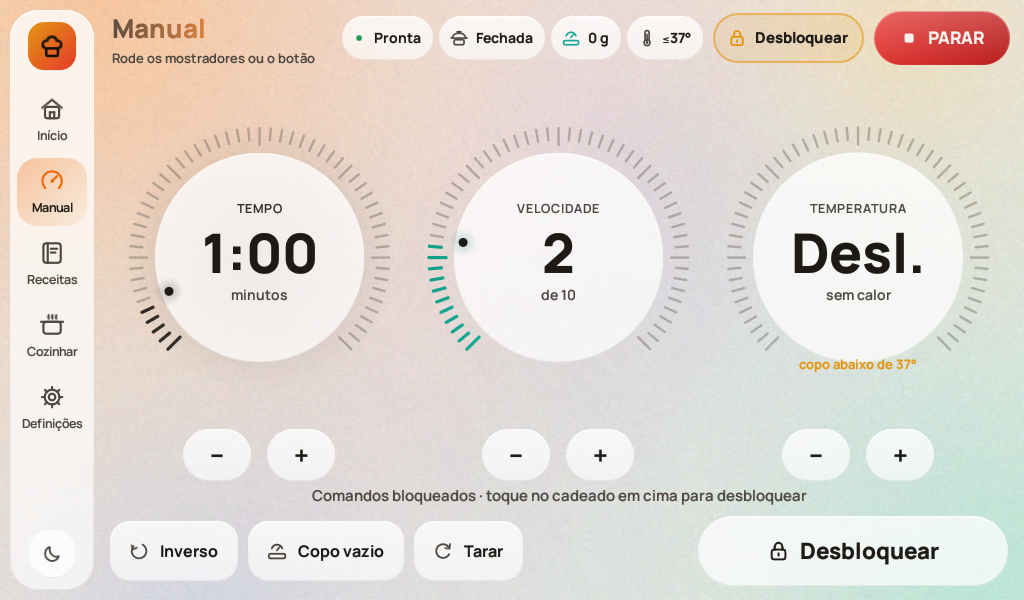 Manual
Rode os mostradores ou o botão
Pronta
Fechada
0 g
≤37°
Desbloquear
PARAR
Início
Manual
Receitas
Cozinhar
Definições
TEMPO
1:00
minutos
VELOCIDADE
2
de 10
TEMPERATURA
Desl.
sem calor
copo abaixo de 37°
− +
− +
− +
Comandos bloqueados · toque no cadeado em cima para desbloquear
Inverso
Copo vazio
Tarar
Desbloquear